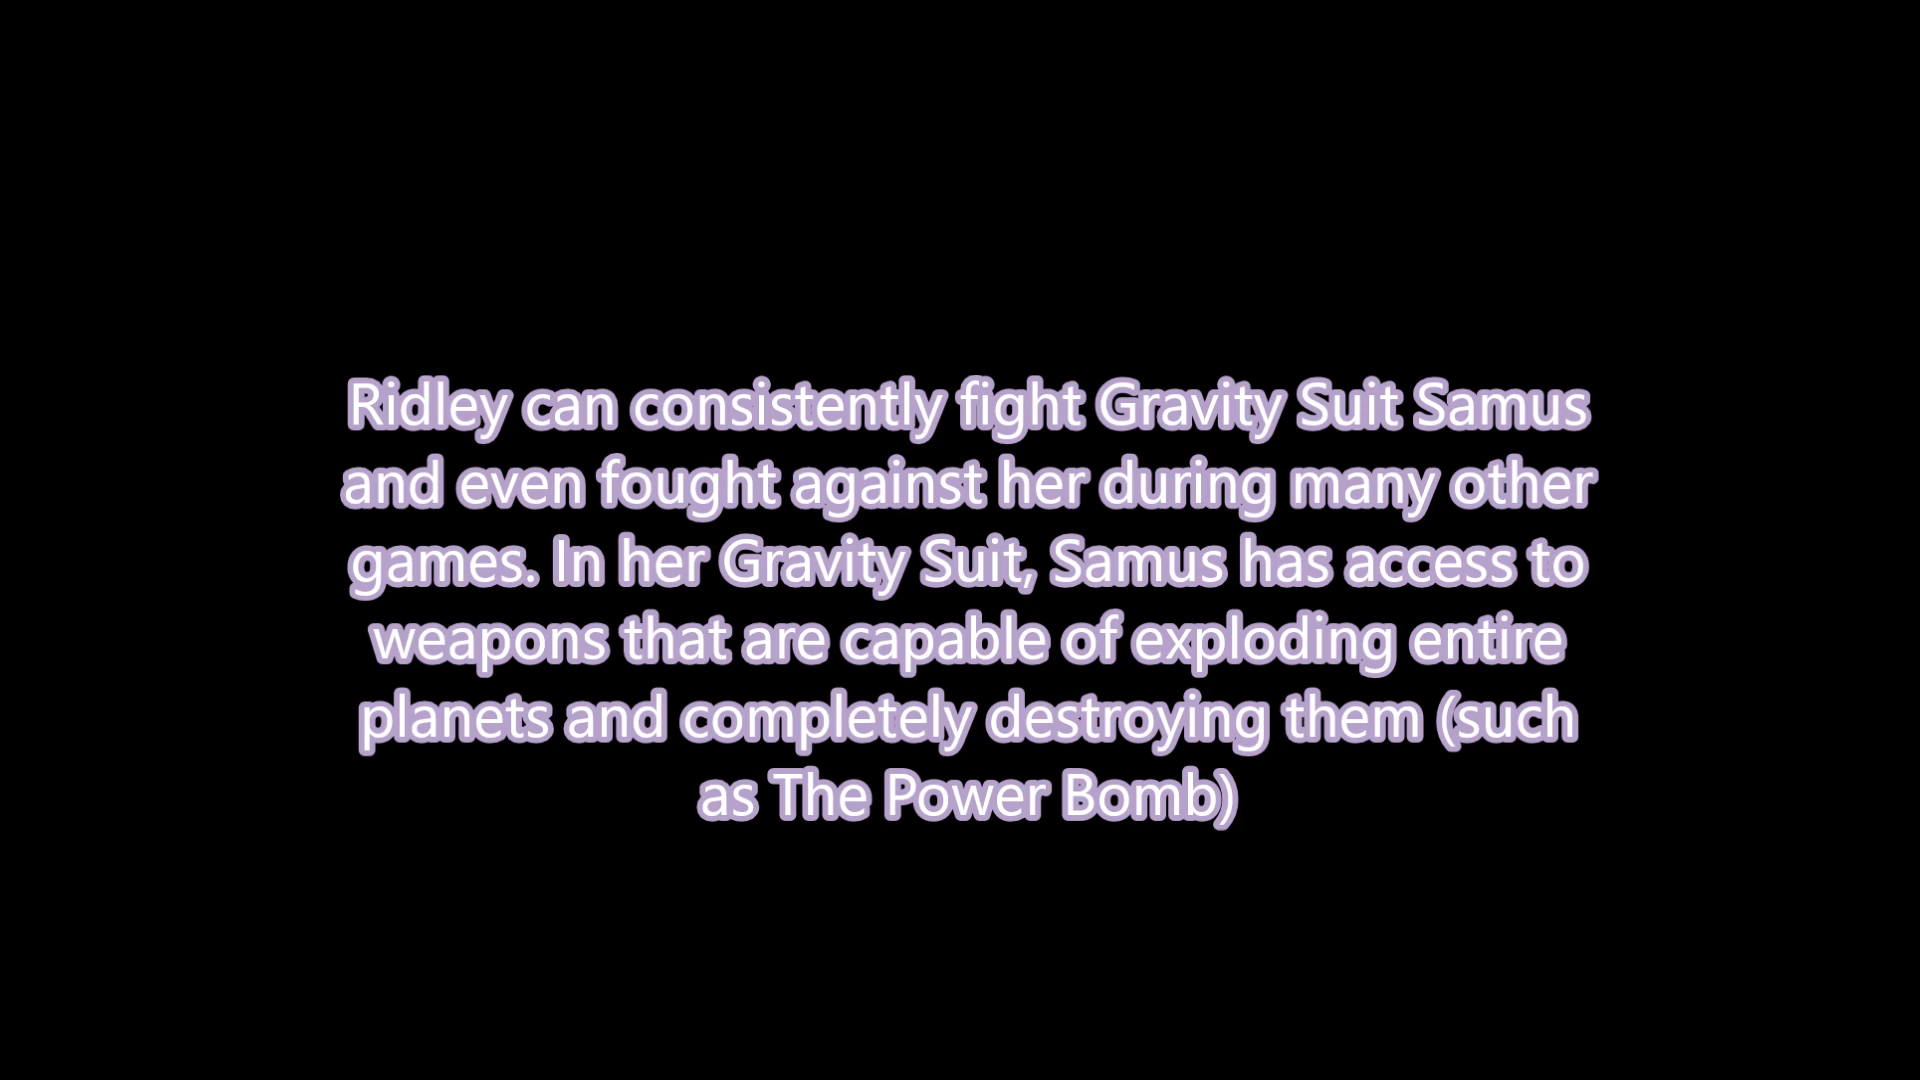 Ridley can consistently fight Gravity Suit Samus
and even fought against her during many other
games. In her Gravity Suit, Samus has access to
weapons that are capable of exploding entire
planets and completely destroying them (such
as The Power Bomb)